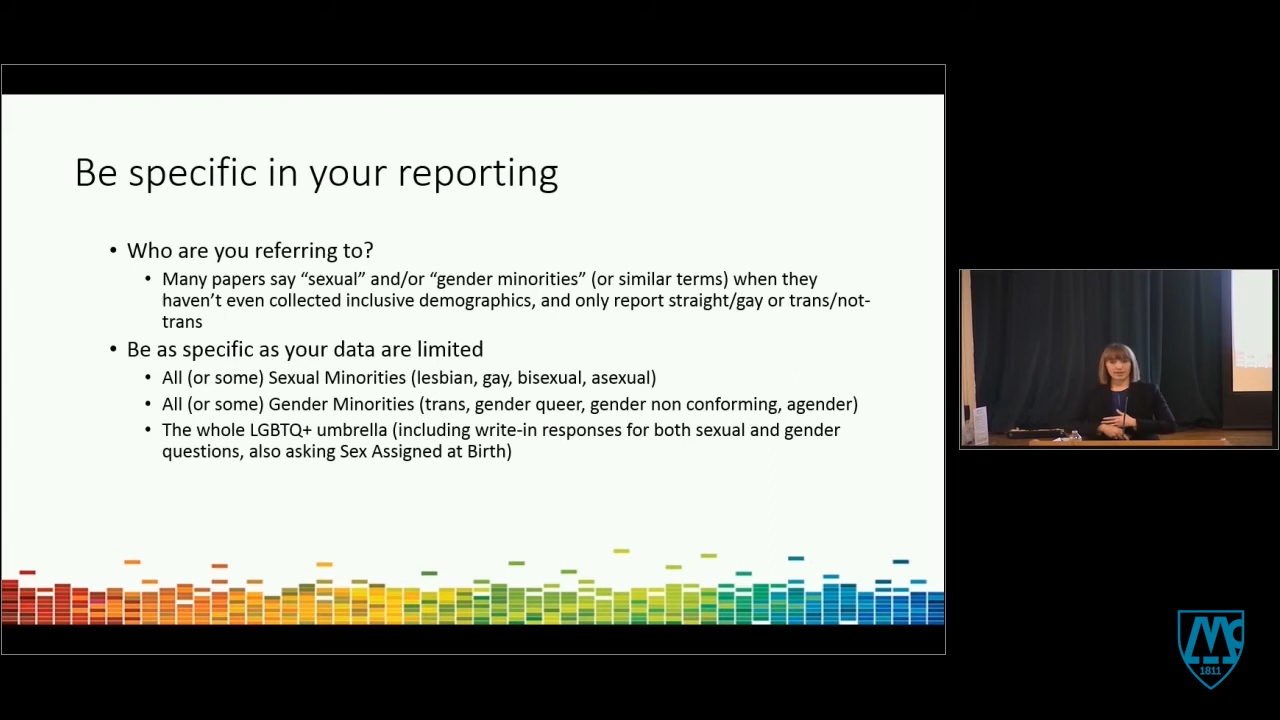 Be specific in your reporting
• Who are you referring to?
• Many papers say “sexual” and/or “gender minorities” (or similar terms) when they
haven’t even collected inclusive demographics, and only report straight/gay or trans/not-
trans
• Be as specific as your data are limited
• All (or some) Sexual Minorities (lesbian, gay, bisexual, asexual)
• All (or some) Gender Minorities (trans, gender queer, gender non conforming, agender)
• The whole LGBTQ+ umbrella (including write-in responses for both sexual and gender
questions, also asking Sex Assigned at Birth)
Mc
1811